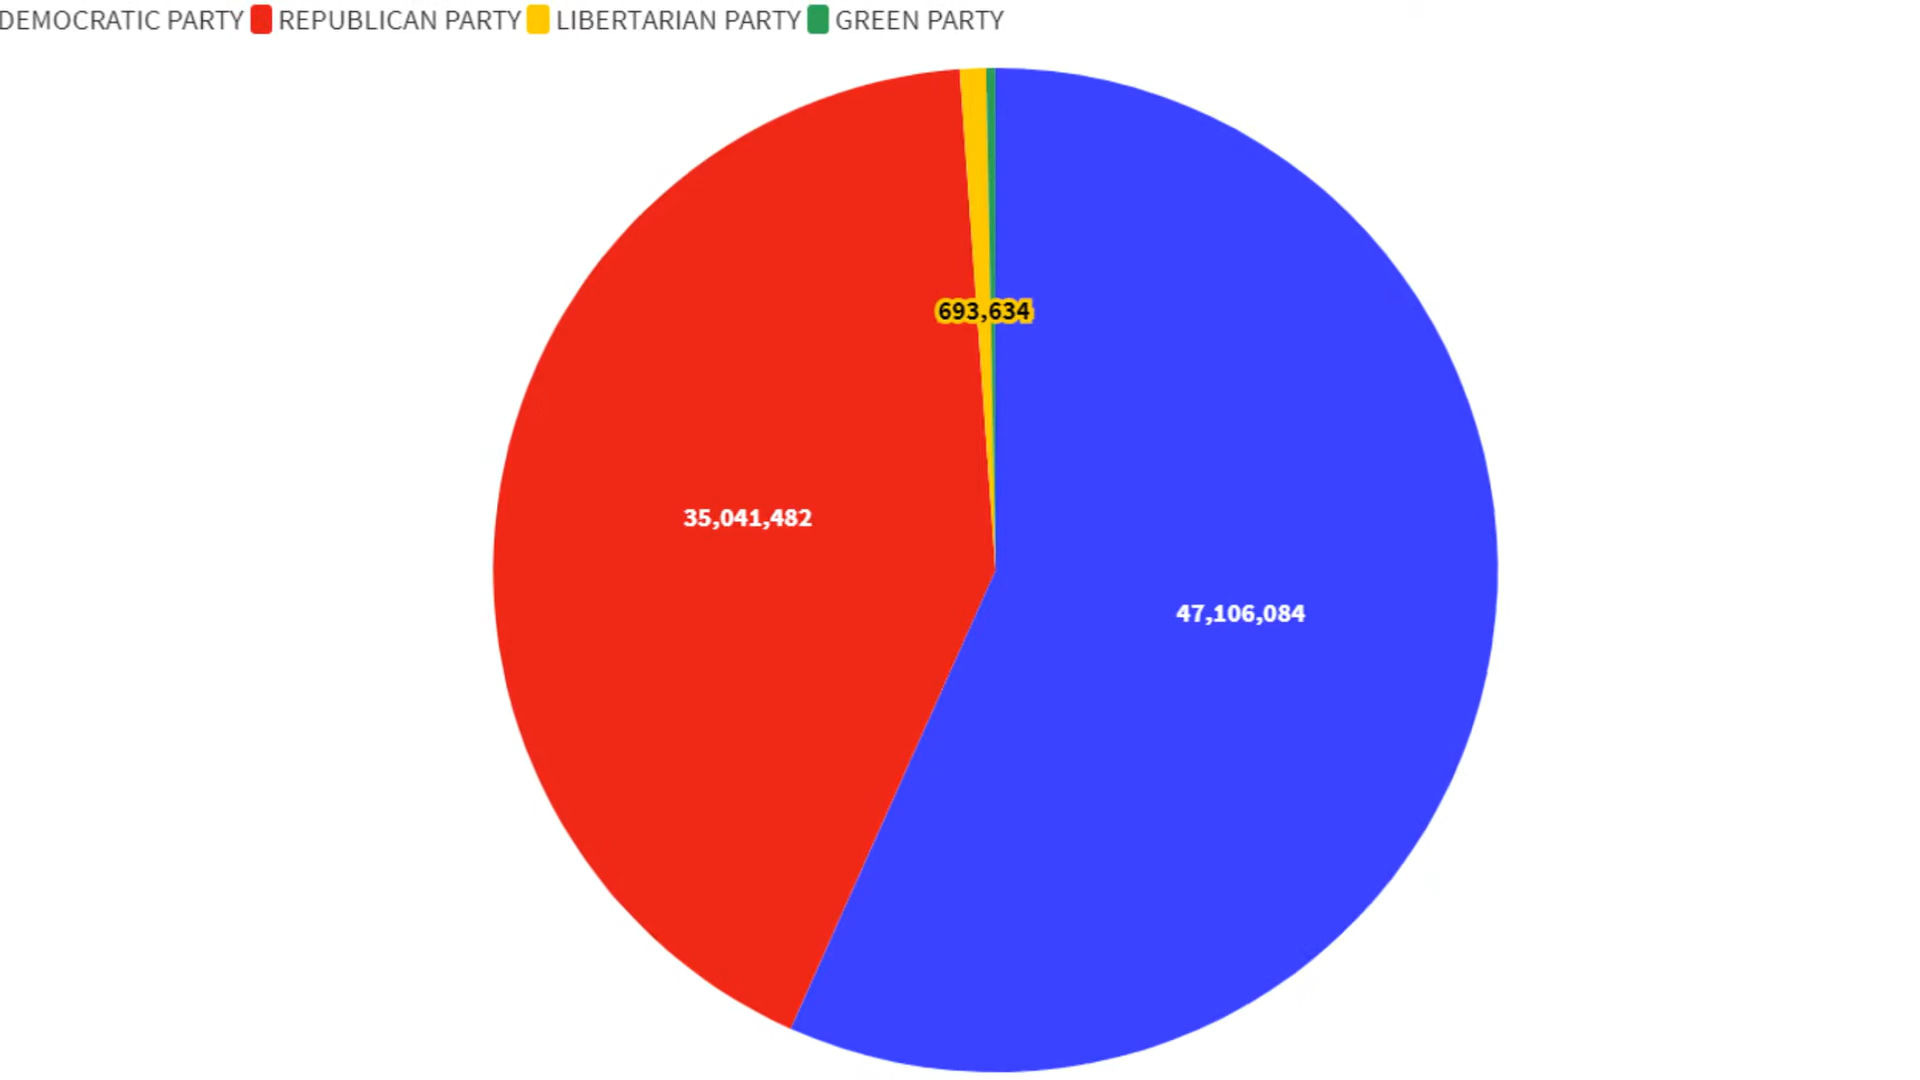 DEMOCRATIC PARTY REPUBLICAN PARTY LIBERTARIAN PARTY GREEN PARTY
693,634
35,041,482
47,106,084